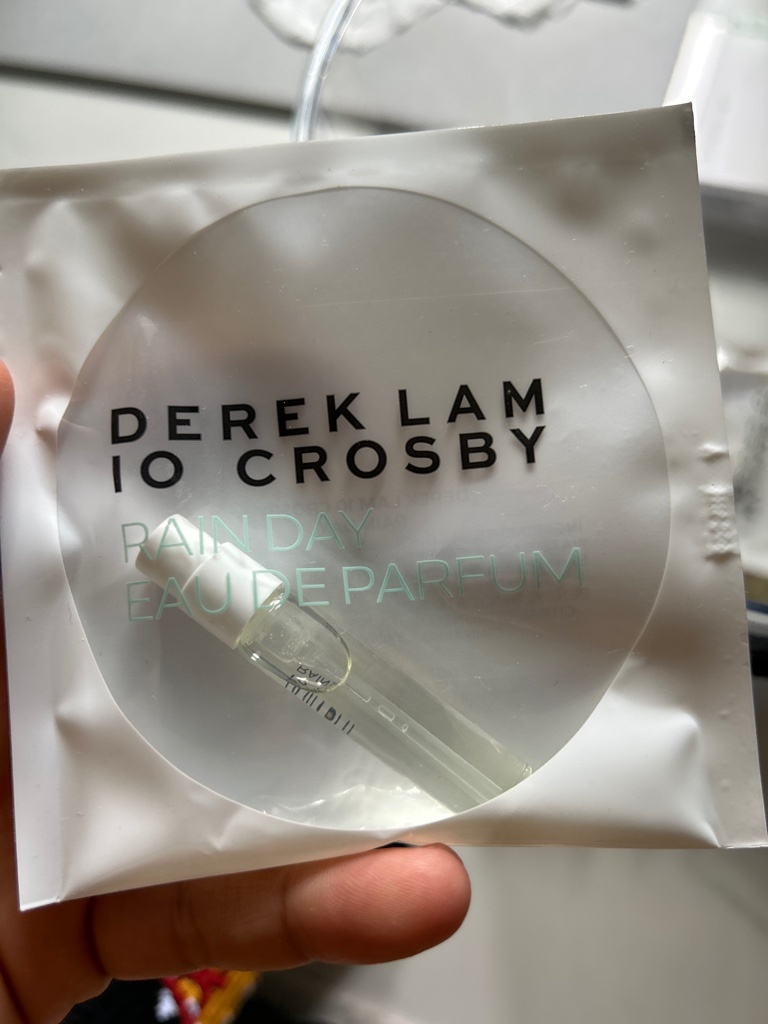 DEREK LAM
10 CROSBY
RAIN DAY
EAU DE PARFUM